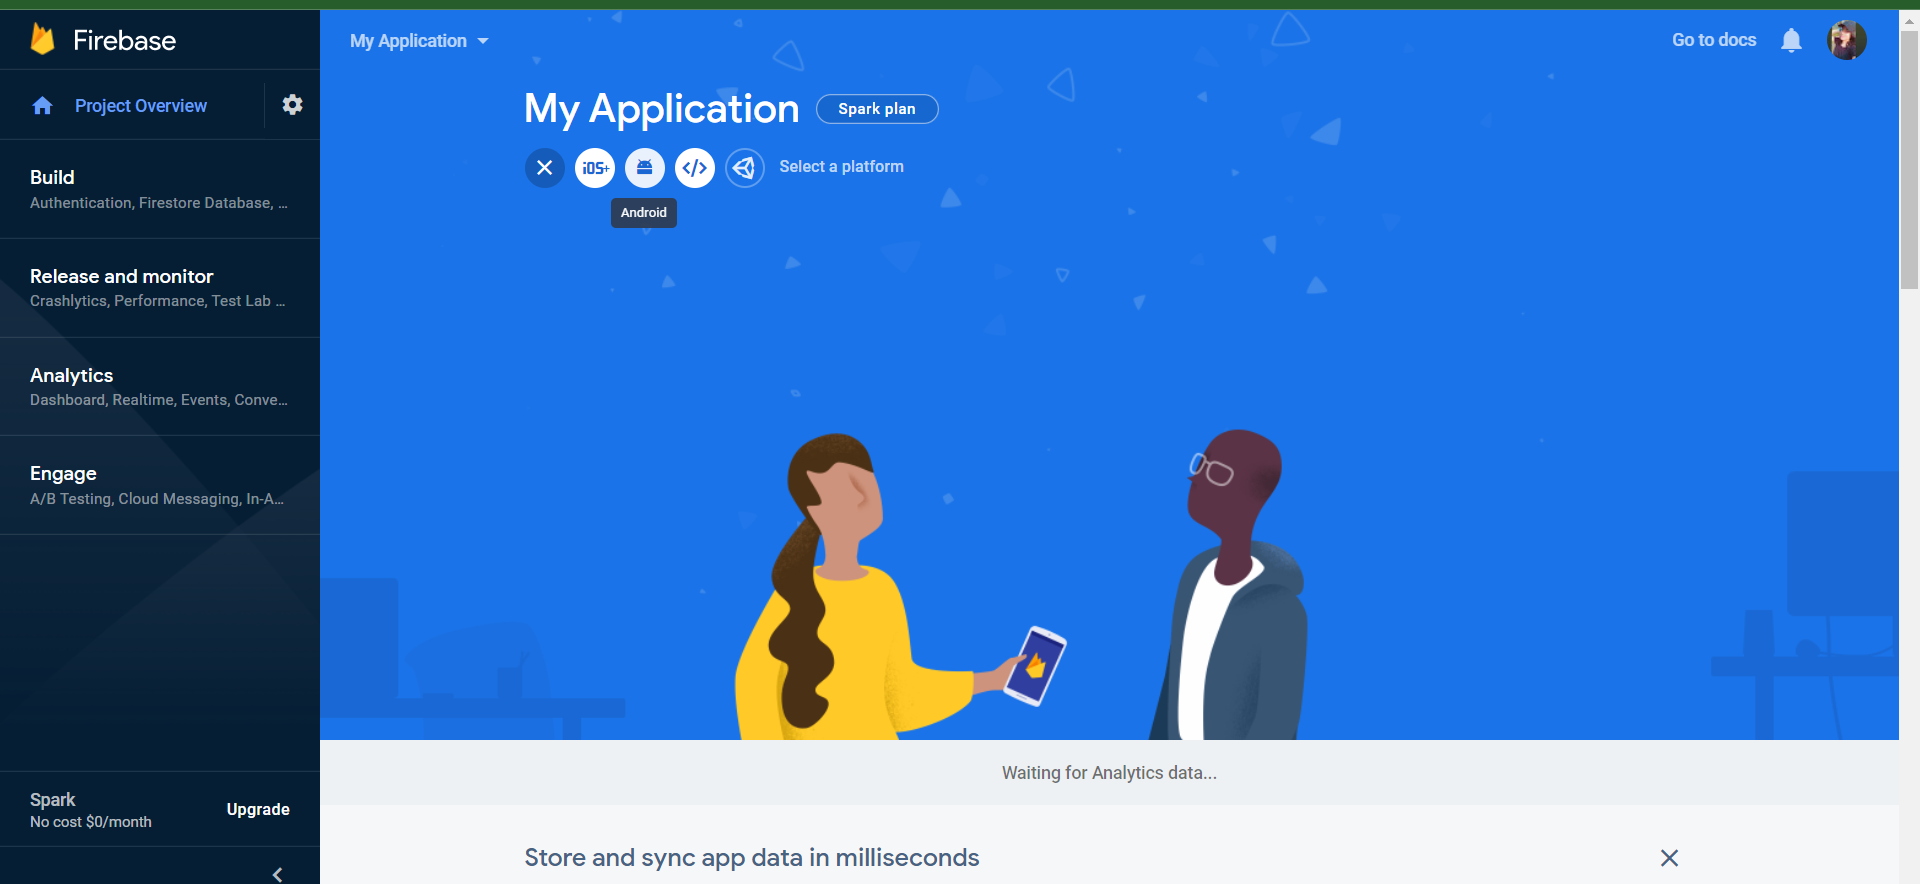 Firebase
Project Overview
Build
Authentication, Firestore Database, ...
Release and monitor
Crashlytics, Performance, Test Lab ...
Analytics
Dashboard, Realtime, Events, Conve...
Engage
A/B Testing, Cloud Messaging, In-A...
Spark
No cost $0/month
Upgrade
My Application
Go to docs
My Application
Spark plan
iOS+
Select a platform
Android
Waiting for Analytics data...
Store and sync app data in milliseconds